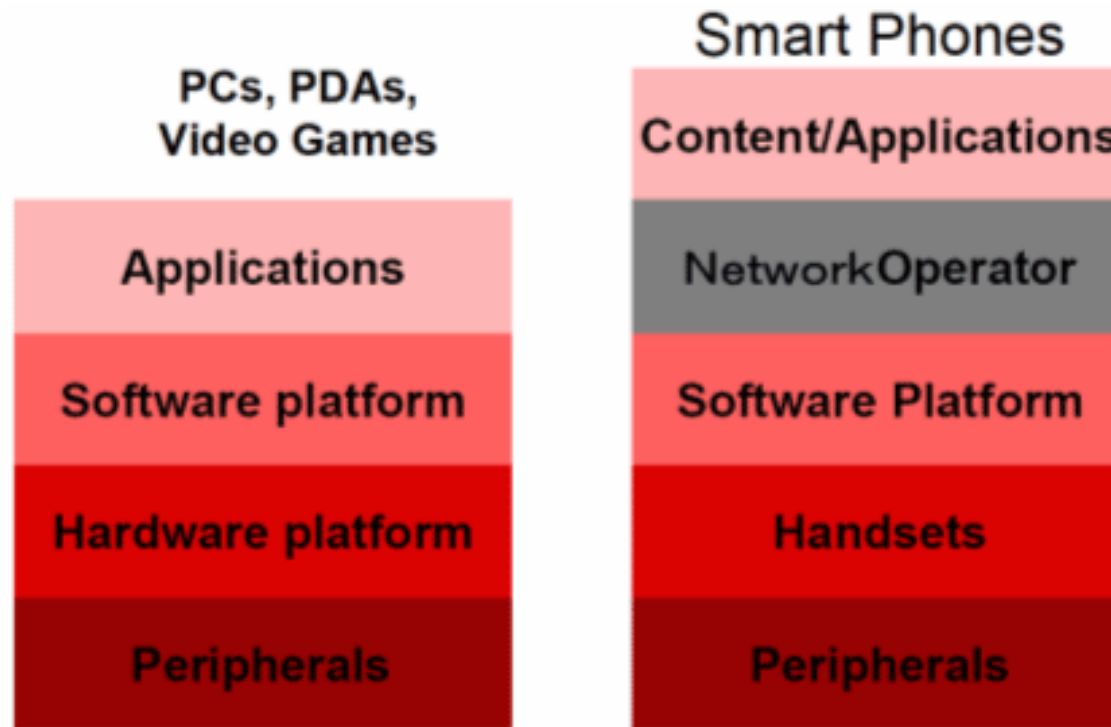 PCs, PDAs,
Video Games
Applications
Software platform
Hardware platform
Peripherals
Smart Phones
Content/Applications
NetworkOperator
Software Platform
Handsets
Peripherals